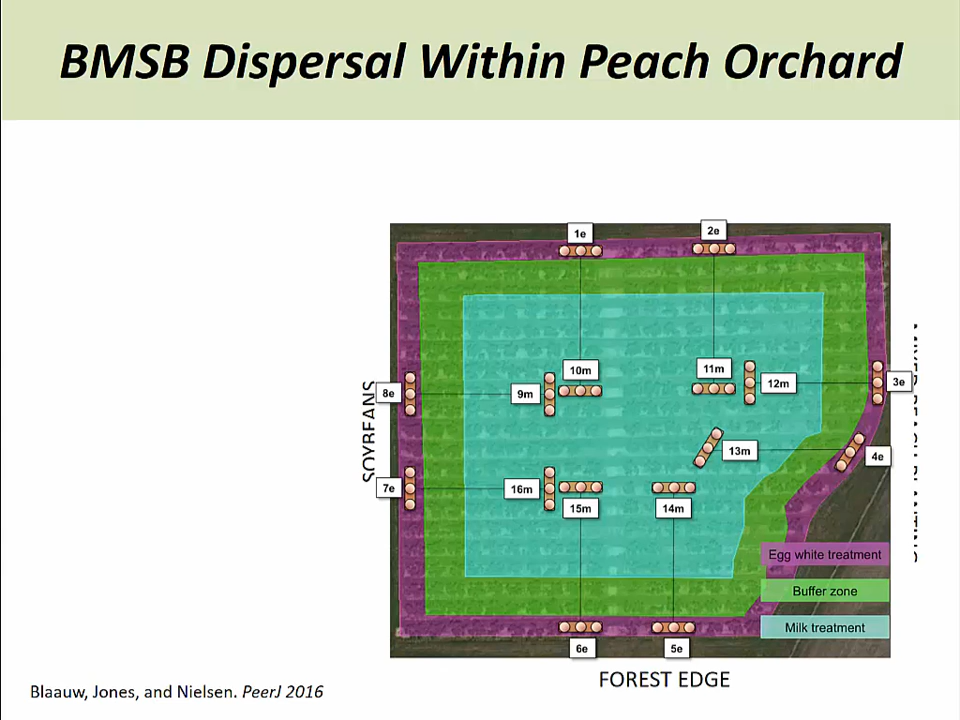 BMSB Dispersal Within Peach Orchard
1e
2e
10m
11m
8e
9m
12m
3e
SOYBEANS
13m
4e
7e
16m
15m
14m
Egg white treatment
Buffer zone
Milk treatment
6e
5e
FOREST EDGE
Blaauw, Jones, and Nielsen. PeerJ 2016